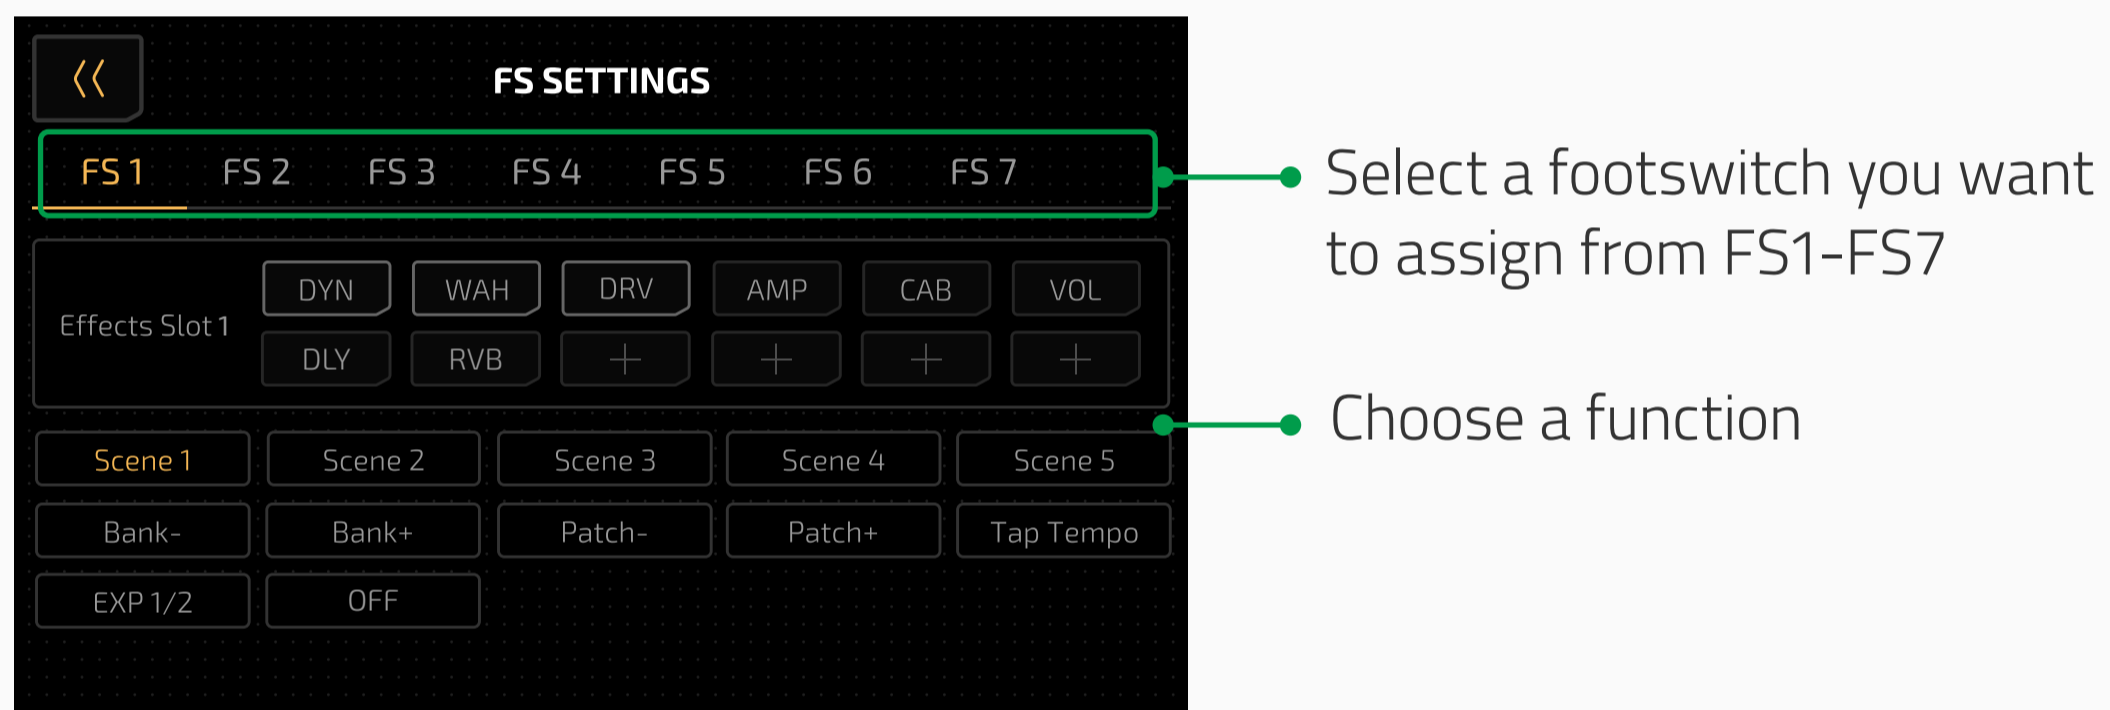 FS SETTINGS
FS 1 FS 2 FS 3 FS 4 FS 5 FS 6 FS 7
Select a footswitch you want
to assign from FS1-FS7
Effects Slot 1
DYN WAH DRV AMP CAB VOL
DLY RVB + + + +
Choose a function
Scene 1 Scene 2 Scene 3 Scene 4 Scene 5
Bank- Bank+ Patch- Patch+ Tap Tempo
EXP 1/2 OFF